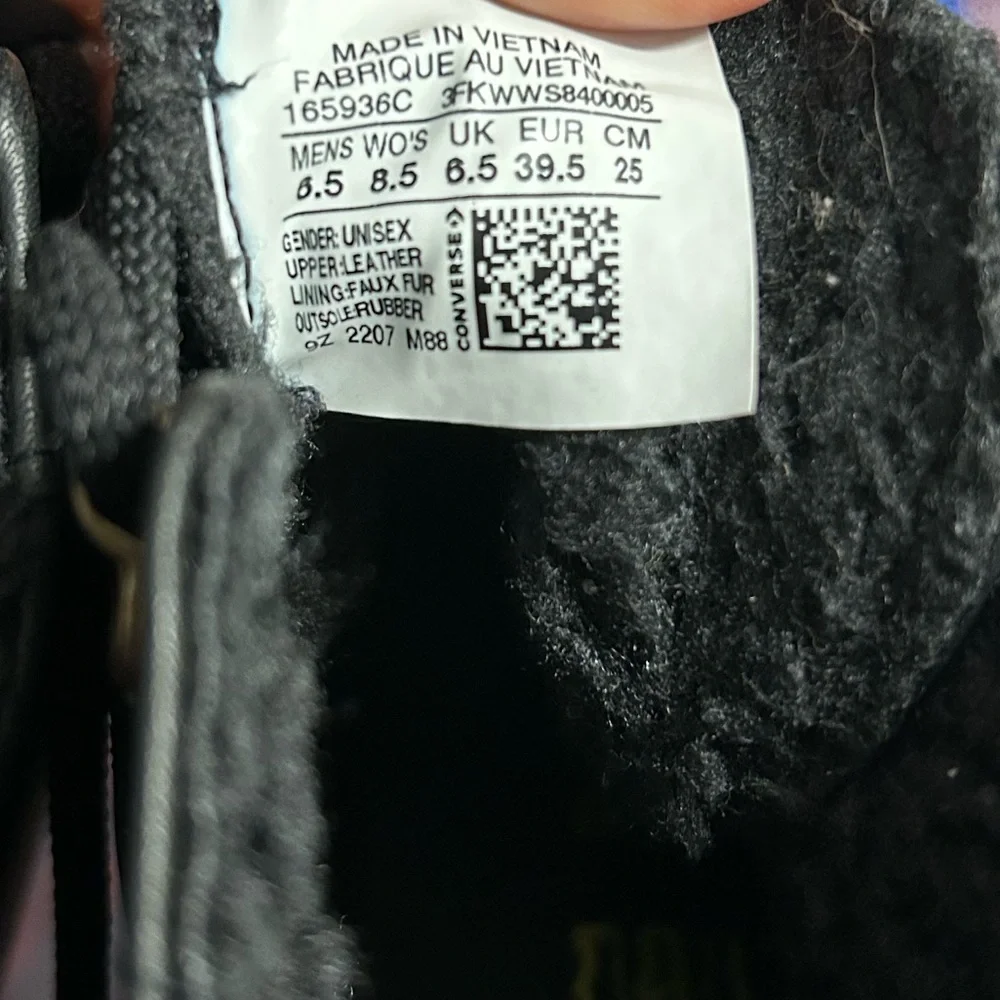 MADE IN VIETNAM
FABRIQUE AU VIETNAM
165936C 3FKWWS8400005
MENS WO'S UK EUR CM
6.5 8.5 6.5 39.5 25
GENDER: UNISEX
UPPER:LEATHER
LINING:FAUX FUR
OUTSOLE:RUBBER
9Z 2207 M88
CONVERSE